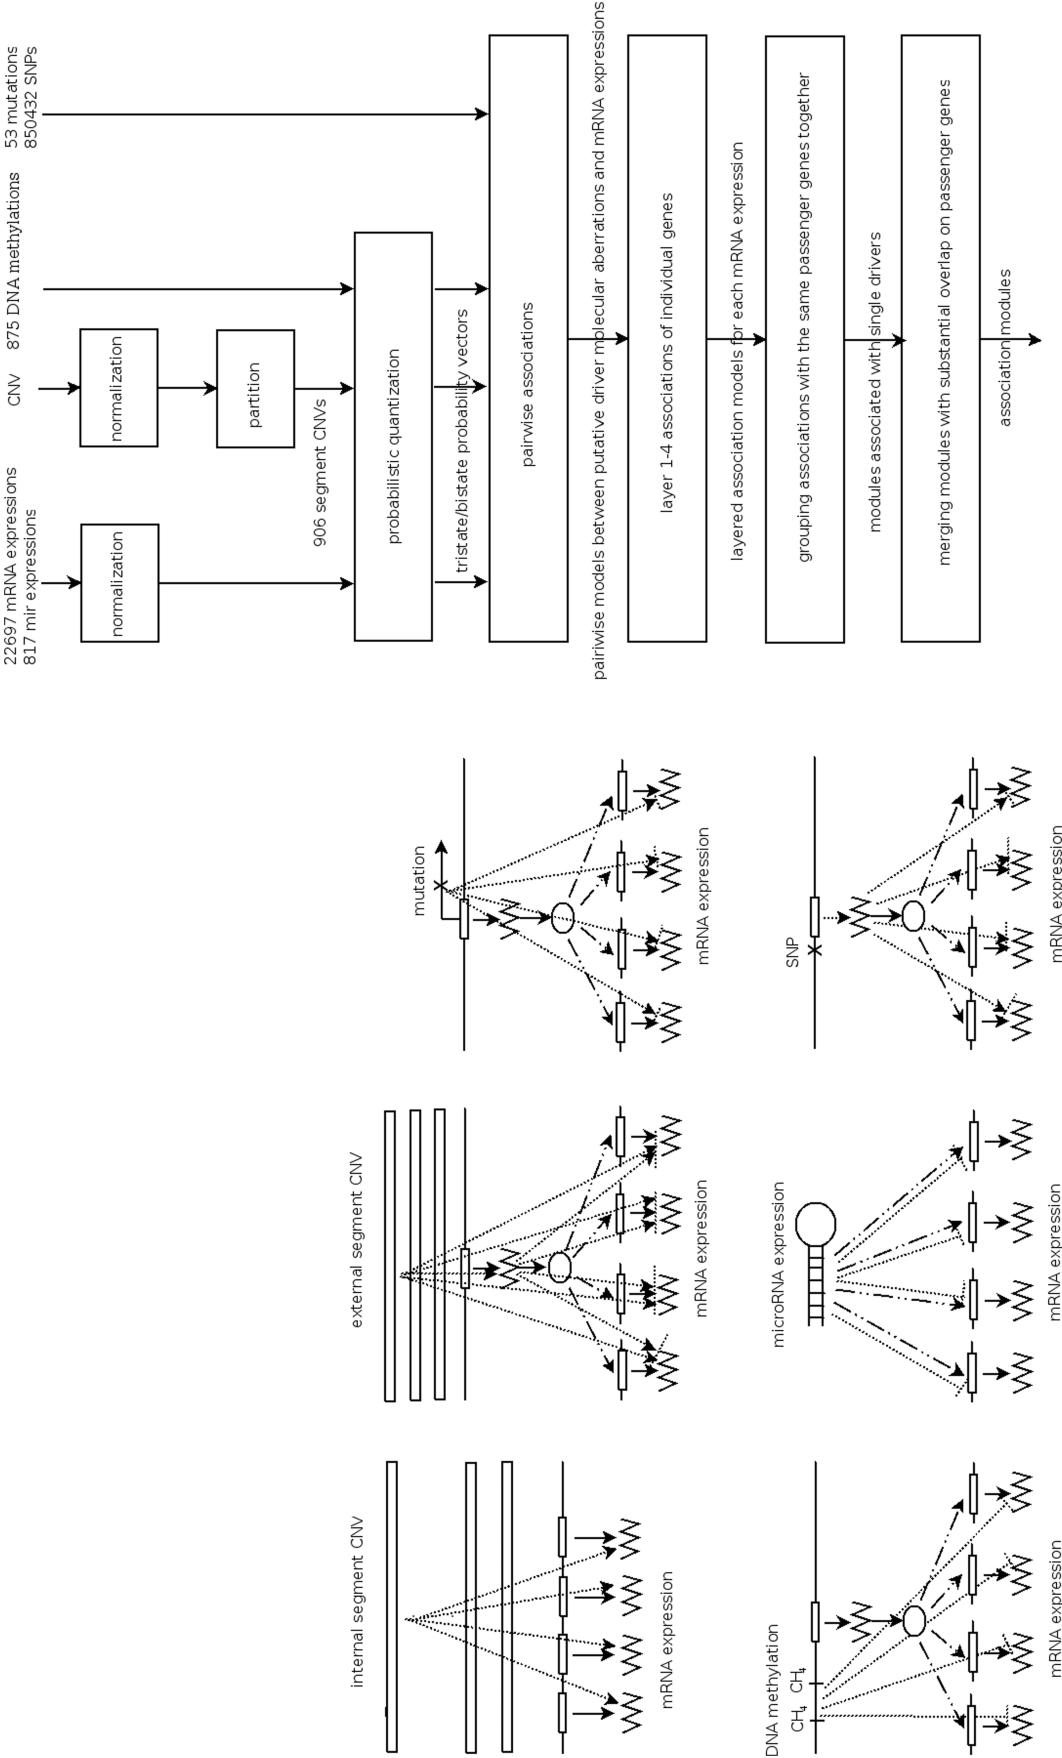 22697 mRNA expressions
817 mir expressions
CNV
875 DNA methylations
53 mutations
850432 SNPs
normalization
normalization
partition
906 segment CNVs
probabilistic quantization
tristate/bistate probability vectors
pairwise associations
pairiwise models between putative driver molecular aberrations and mRNA expressions
layer 1-4 associations of individual genes
layered association models for each mRNA expression
grouping associations with the same passenger genes together
modules associated with single drivers
merging modules with substantial overlap on passenger genes
association modules
internal segment CNV
mRNA expression
external segment CNV
mRNA expression
mutation
mRNA expression
DNA methylation
CH₄ CH₄
mRNA expression
microRNA expression
mRNA expression
SNP
mRNA expression